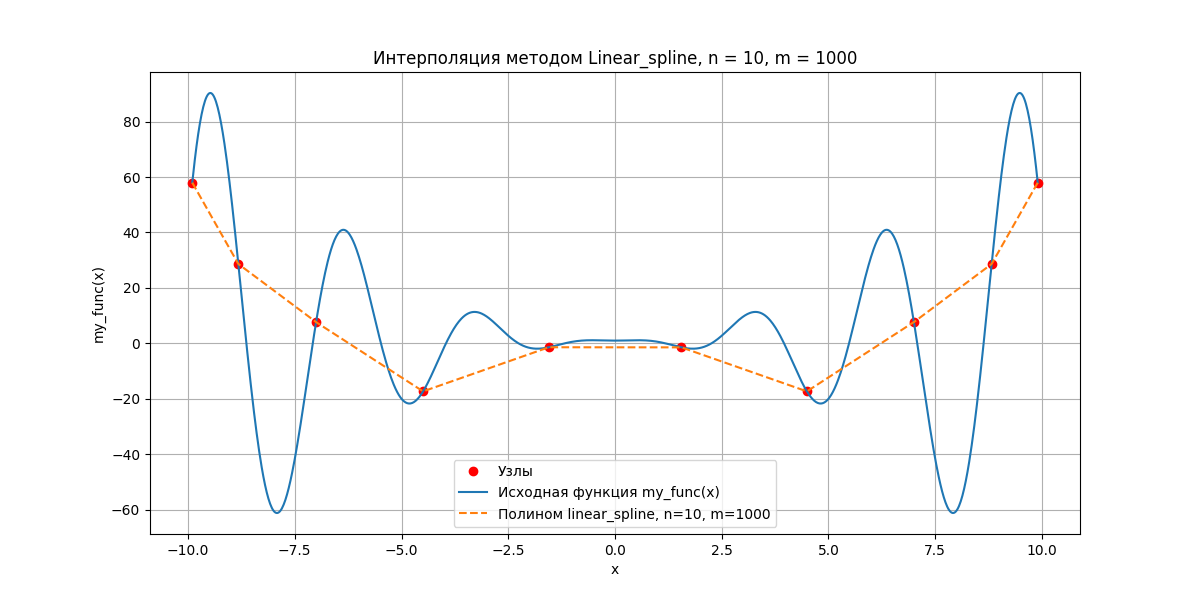 Интерполяция методом Linear_spline, n = 10, m = 1000
80
60
40
20
0
−20
−40
−60
my_func(x)
Узлы
Исходная функция my_func(x)
Полином linear_spline, n=10, m=1000
−10.0 −7.5 −5.0 −2.5 0.0 2.5 5.0 7.5 10.0
x